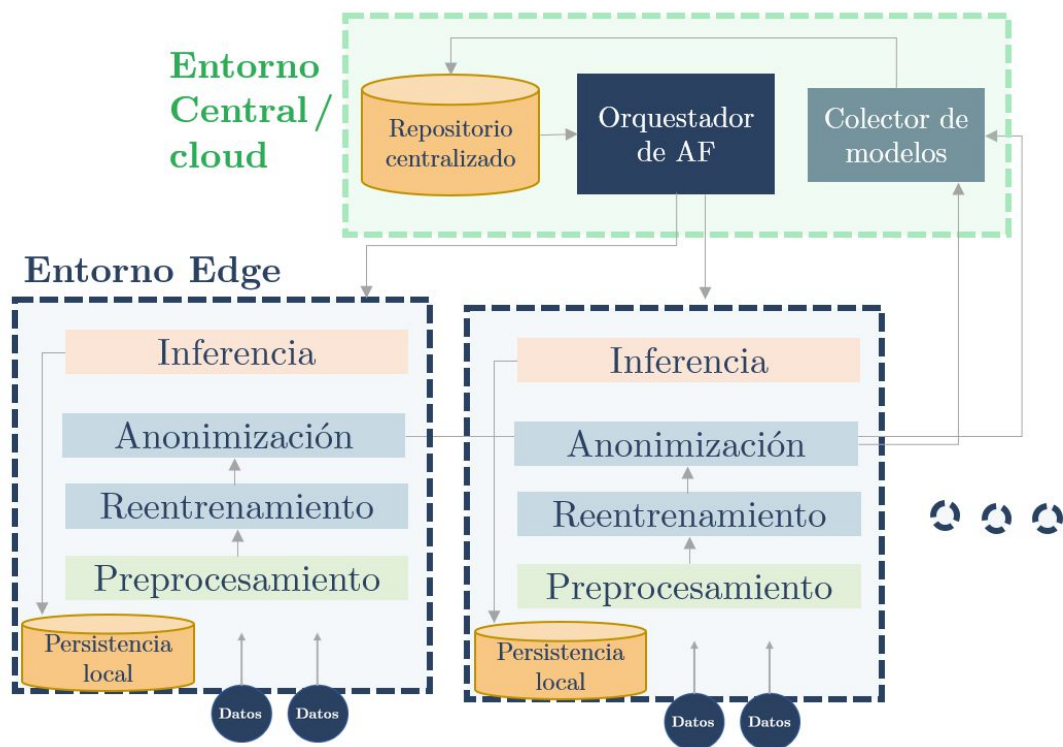 Entorno
Central/
cloud
Repositorio
centralizado
Orquestador
de AF
Colector de
modelos
Entorno Edge
Inferencia
Anonimización
Reentrenamiento
Preprocesamiento
Persistencia
local
Datos
Datos
Inferencia
Anonimización
Reentrenamiento
Preprocesamiento
Persistencia
local
Datos
Datos